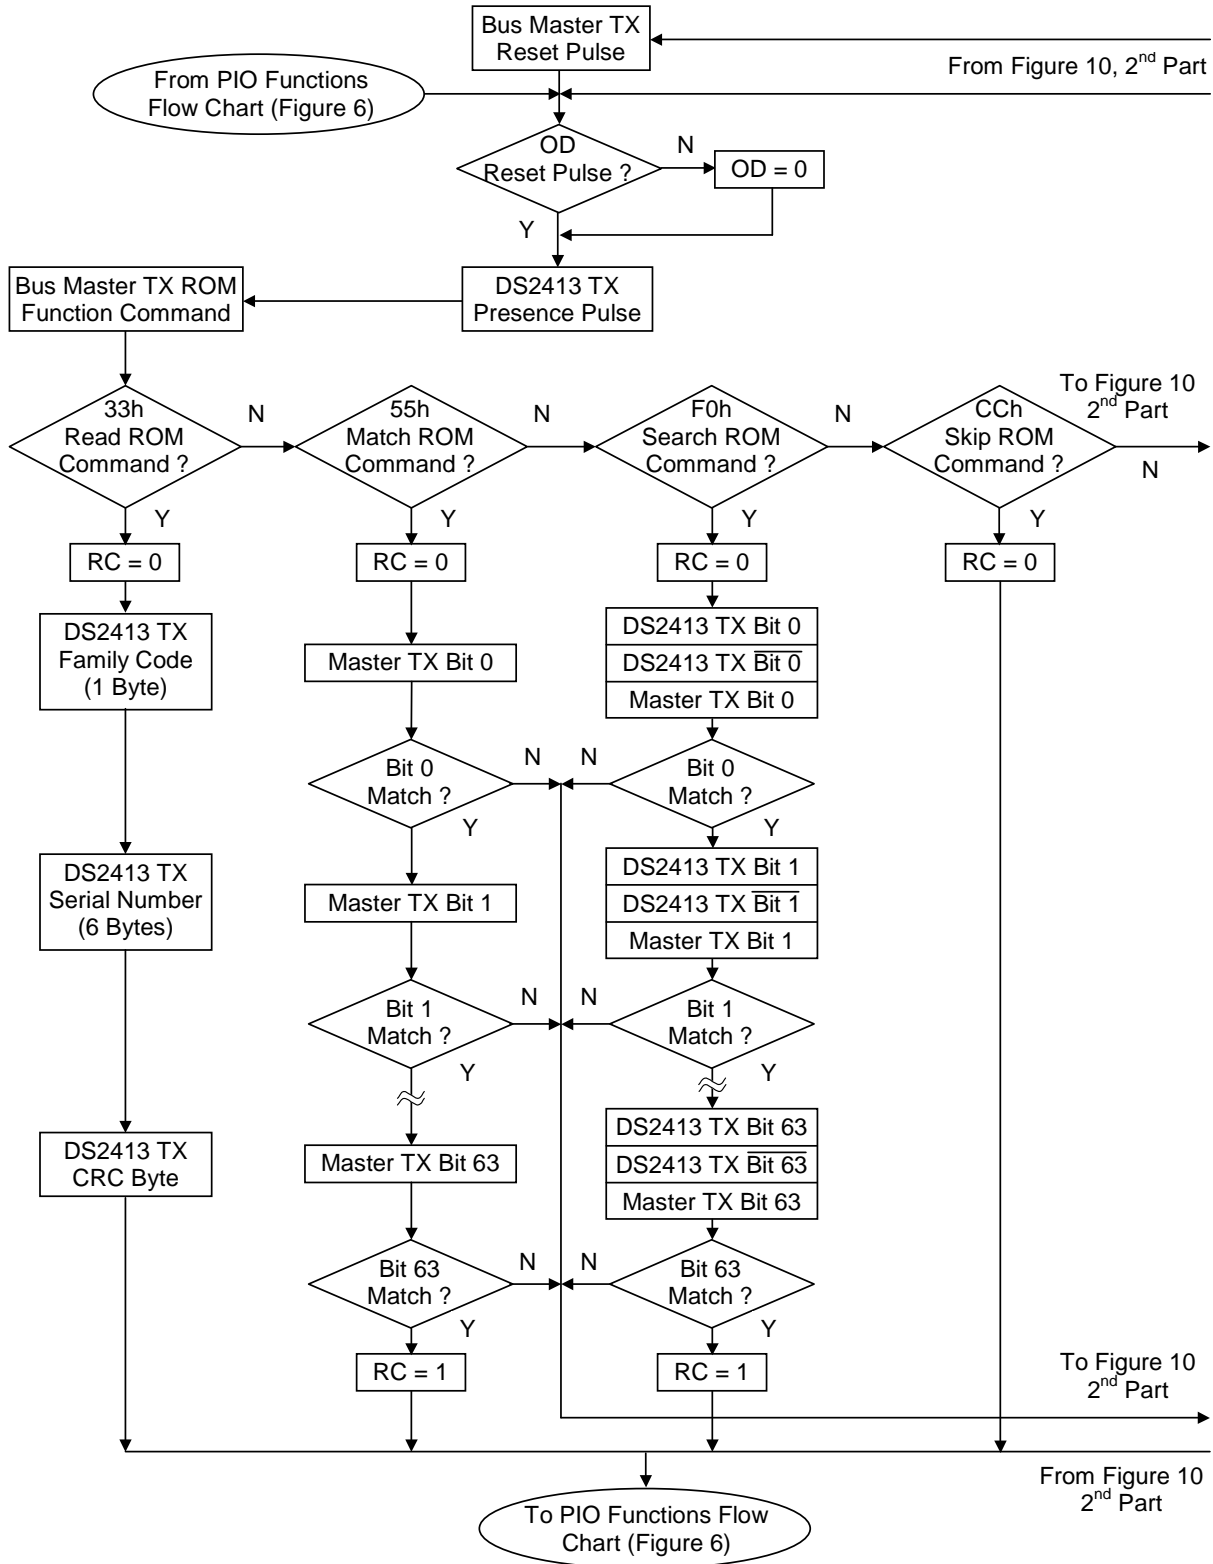 Bus Master TX
Reset Pulse
From Figure 10, 2nd Part
From PIO Functions
Flow Chart (Figure 6)
OD
Reset Pulse ?
N
OD = 0
Y
Bus Master TX ROM
Function Command
DS2413 TX
Presence Pulse
33h
Read ROM
Command ?
N
55h
Match ROM
Command ?
N
F0h
Search ROM
Command ?
N
CCh
Skip ROM
Command ?
To Figure 10
2nd Part
N
Y
Y
Y
Y
RC = 0
RC = 0
RC = 0
RC = 0
DS2413 TX
Family Code
(1 Byte)
Master TX Bit 0
DS2413 TX Bit 0
DS2413 TX Bit 0
Master TX Bit 0
Bit 0
Match ?
N
N
Bit 0
Match ?
Y
Y
DS2413 TX
Serial Number
(6 Bytes)
Master TX Bit 1
DS2413 TX Bit 1
DS2413 TX Bit 1
Master TX Bit 1
Bit 1
Match ?
N
N
Bit 1
Match ?
Y
Y
DS2413 TX
CRC Byte
Master TX Bit 63
DS2413 TX Bit 63
DS2413 TX Bit 63
Master TX Bit 63
Bit 63
Match ?
N
N
Bit 63
Match ?
Y
Y
RC = 1
RC = 1
To Figure 10
2nd Part
From Figure 10
2nd Part
To PIO Functions Flow
Chart (Figure 6)